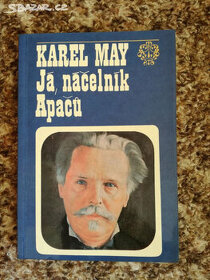 SBAZAR.CZ
KAREL MAY
Já, náčelník
Apačů